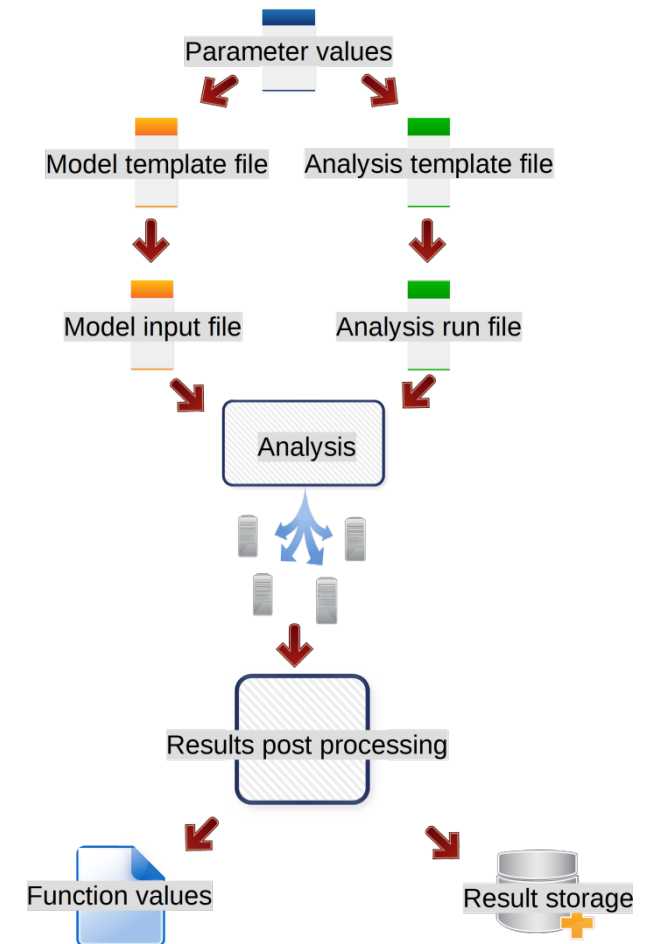 Parameter values
Model template file
Analysis template file
Model input file
Analysis run file
Analysis
Results post processing
Function values
Result storage